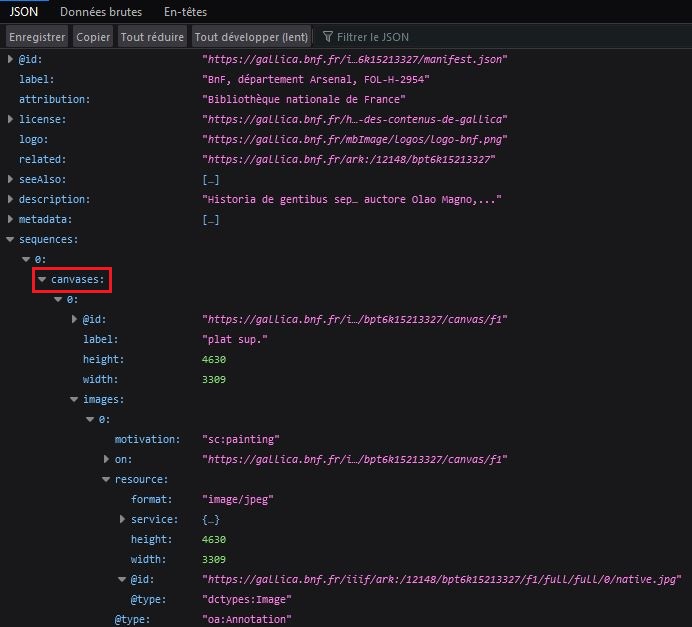 JSON Données brutes En-têtes
Enregistrer Copier Tout réduire Tout développer (lent) Filtrer le JSON
@id: "https://gallica.bnf.fr/i…6k15213327/manifest.json"
label: "BnF, département Arsenal, FOL-H-2954"
attribution: "Bibliothèque nationale de France"
license: "https://gallica.bnf.fr/h…-des-contenus-de-gallica"
logo: "https://gallica.bnf.fr/mbImage/logos/logo-bnf.png"
related: "https://gallica.bnf.fr/ark:/12148/bpt6k15213327"
seeAlso: […]
description: "Historia de gentibus sep… auctore Olao Magno,..."
metadata: […]
sequences:
0:
canvases:
0:
@id: "https://gallica.bnf.fr/i…/bpt6k15213327/canvas/f1"
label: "plat sup."
height: 4630
width: 3309
images:
0:
motivation: "sc:painting"
on: "https://gallica.bnf.fr/i…/bpt6k15213327/canvas/f1"
resource:
format: "image/jpeg"
service: {…}
height: 4630
width: 3309
@id: "https://gallica.bnf.fr/iiif/ark:/12148/bpt6k15213327/f1/full/full/0/native.jpg"
@type: "dctypes:Image"
@type: "oa:Annotation"